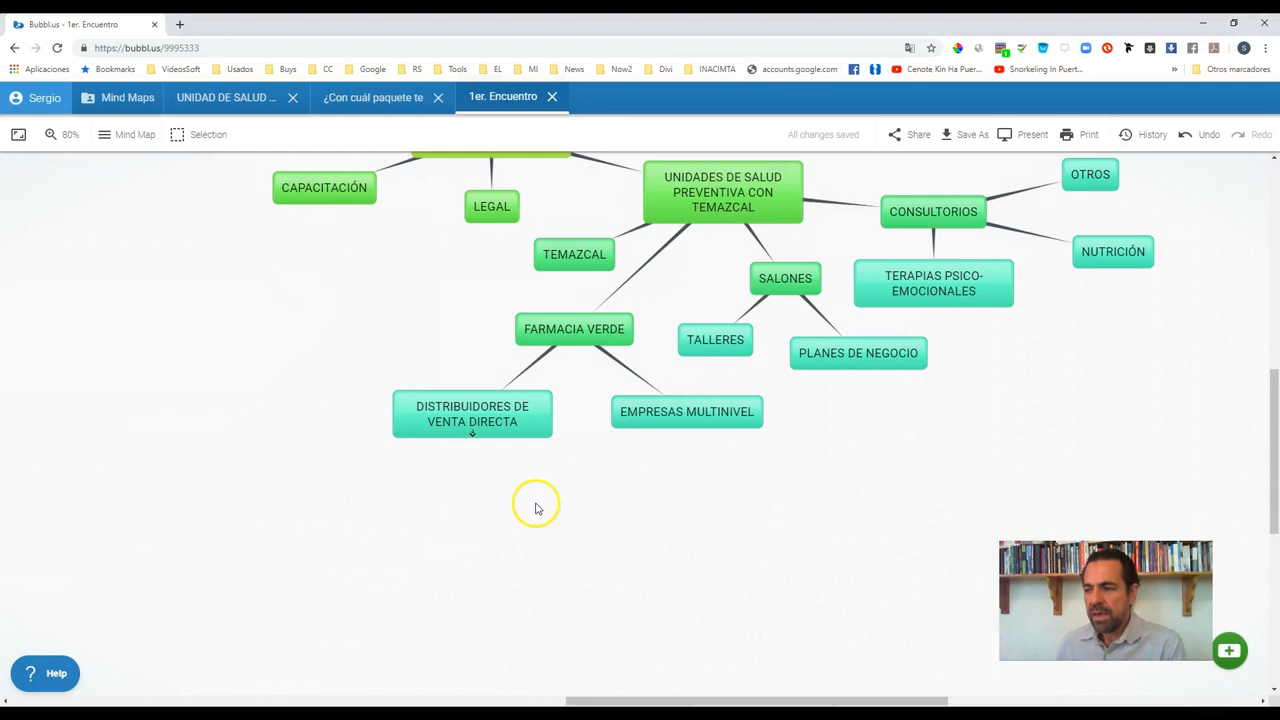 Bubbl.us - 1er. Encuentro
https://bubbl.us/9995333
Aplicaciones Bookmarks VideosSoft Usados Buys CC Google RS Tools EL MI News Now2 Divi INACIMTA accounts.google.com Cenote Kin Ha Puer... Snorkeling In Puert... » Otros marcadores
Sergio Mind Maps UNIDAD DE SALUD ... ¿Con cuál paquete te 1er. Encuentro
80% Mind Map Selection All changes saved Share Save As Present Print History Undo Redo
CAPACITACIÓN
LEGAL
UNIDADES DE SALUD
PREVENTIVA CON
TEMAZCAL
OTROS
CONSULTORIOS
NUTRICIÓN
TEMAZCAL
SALONES
TERAPIAS PSICO-
EMOCIONALES
FARMACIA VERDE
TALLERES
PLANES DE NEGOCIO
DISTRIBUIDORES DE
VENTA DIRECTA
EMPRESAS MULTINIVEL
? Help